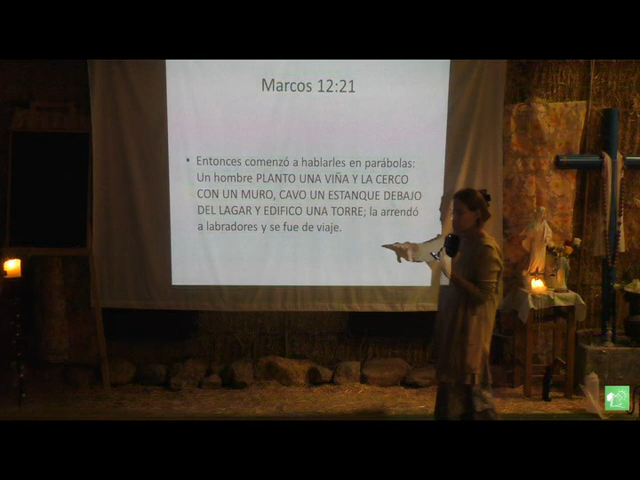 Marcos 12:21
• Entonces comenzó a hablarles en parábolas:
Un hombre PLANTO UNA VIÑA Y LA CERCO
CON UN MURO, CAVO UN ESTANQUE DEBAJO
DEL LAGAR Y EDIFICO UNA TORRE; la arrendó
a labradores y se fue de viaje.